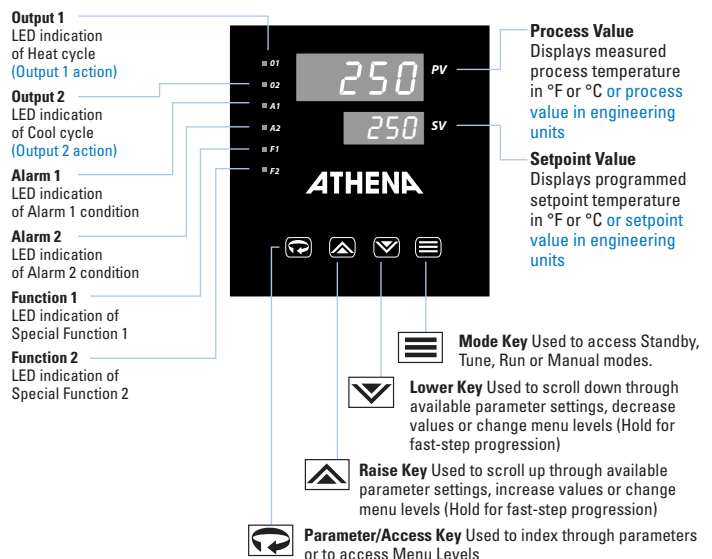 Output 1
LED indication
of Heat cycle
(Output 1 action)
Output 2
LED indication
of Cool cycle
(Output 2 action)
Alarm 1
LED indication
of Alarm 1 condition
Alarm 2
LED indication
of Alarm 2 condition
Function 1
LED indication of
Special Function 1
Function 2
LED indication of
Special Function 2
01
02
A1
A2
F1
F2
250 PV
250 SV
ATHENA
Process Value
Displays measured
process temperature
in °F or °C or process
value in engineering
units
Setpoint Value
Displays programmed
setpoint temperature
in °F or °C or setpoint
value in engineering
units
Mode Key Used to access Standby,
Tune, Run or Manual modes.
Lower Key Used to scroll down through
available parameter settings, decrease
values or change menu levels (Hold for
fast-step progression)
Raise Key Used to scroll up through available
parameter settings, increase values or change
menu levels (Hold for fast-step progression)
Parameter/Access Key Used to index through parameters
or to access Menu Levels